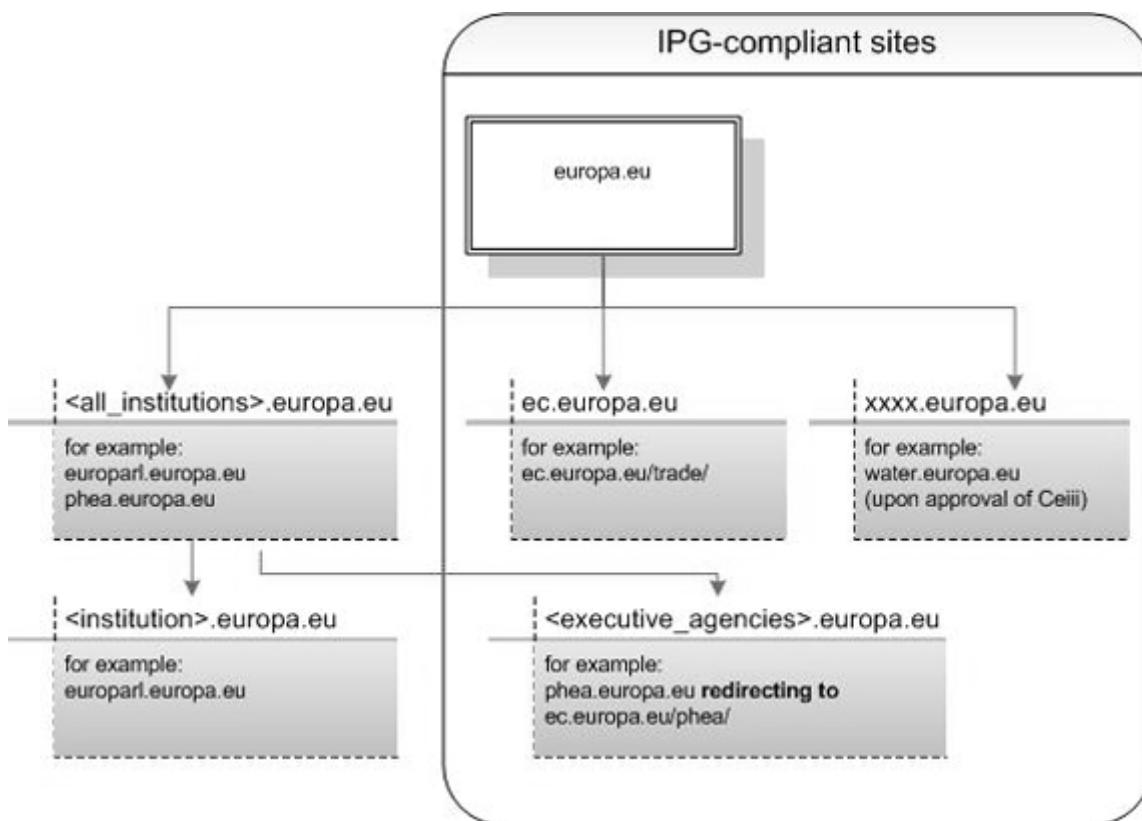 IPG-compliant sites
europa.eu
<all_institutions>.europa.eu
for example:
europarl.europa.eu
phea.europa.eu
ec.europa.eu
for example:
ec.europa.eu/trade/
xxxx.europa.eu
for example:
water.europa.eu
(upon approval of Ceiii)
<institution>.europa.eu
for example:
europarl.europa.eu
<executive_agencies>.europa.eu
for example:
phea.europa.eu redirecting to
ec.europa.eu/phea/